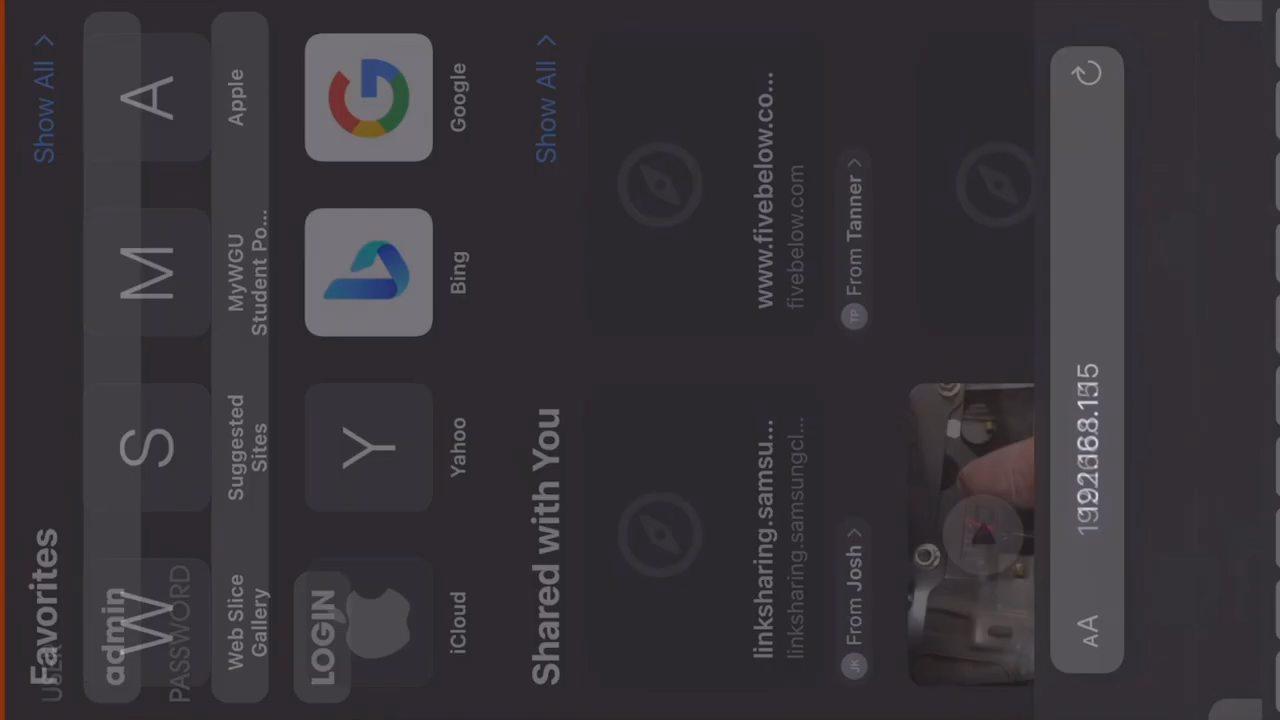 Favorites
Show All >
USER
admin
PASSWORD
W
S
M
A
Web Slice
Gallery
Suggested
Sites
MyWGU
Student Po...
Apple
LOGIN
Y
iCloud
Yahoo
Bing
Google
Shared with You
Show All >
linksharing.samsu...
linksharing.samsungcl...
JK From Josh >
www.fivebelow.co...
fivebelow.com
TP From Tanner >
AA